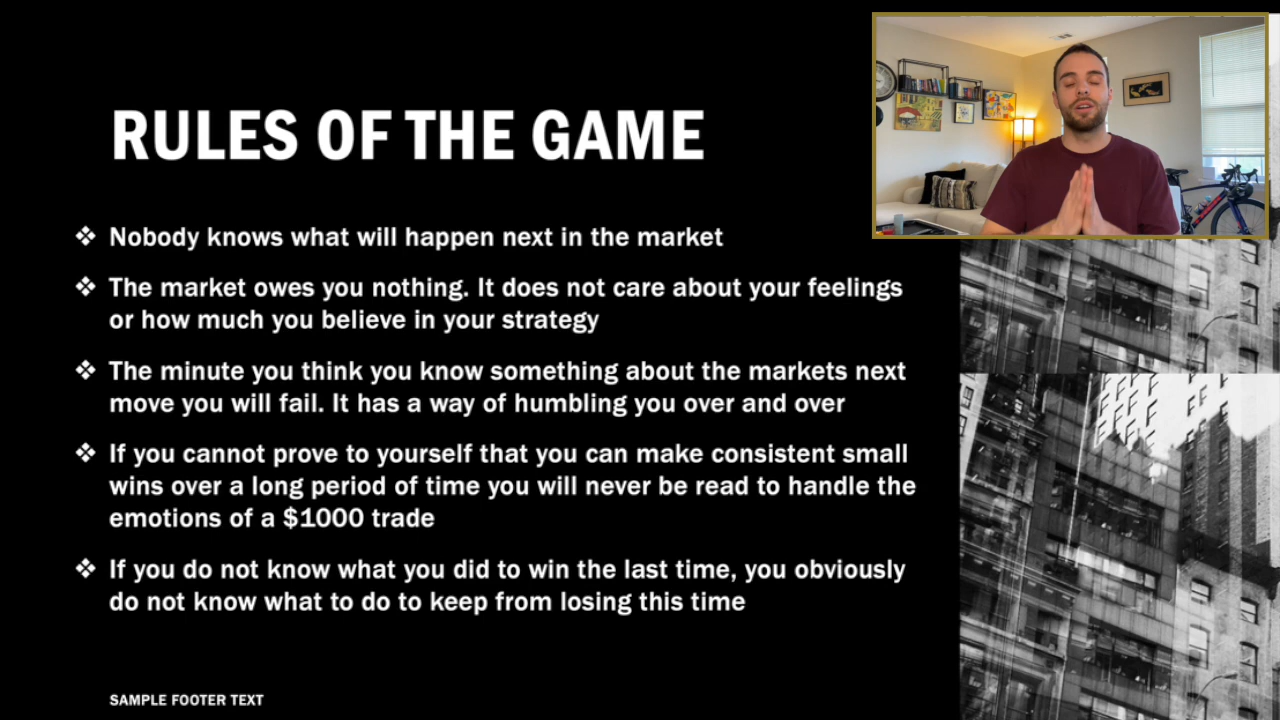 RULES OF THE GAME
❖ Nobody knows what will happen next in the market
❖ The market owes you nothing. It does not care about your feelings
or how much you believe in your strategy
❖ The minute you think you know something about the markets next
move you will fail. It has a way of humbling you over and over
❖ If you cannot prove to yourself that you can make consistent small
wins over a long period of time you will never be read to handle the
emotions of a $1000 trade
❖ If you do not know what you did to win the last time, you obviously
do not know what to do to keep from losing this time
SAMPLE FOOTER TEXT